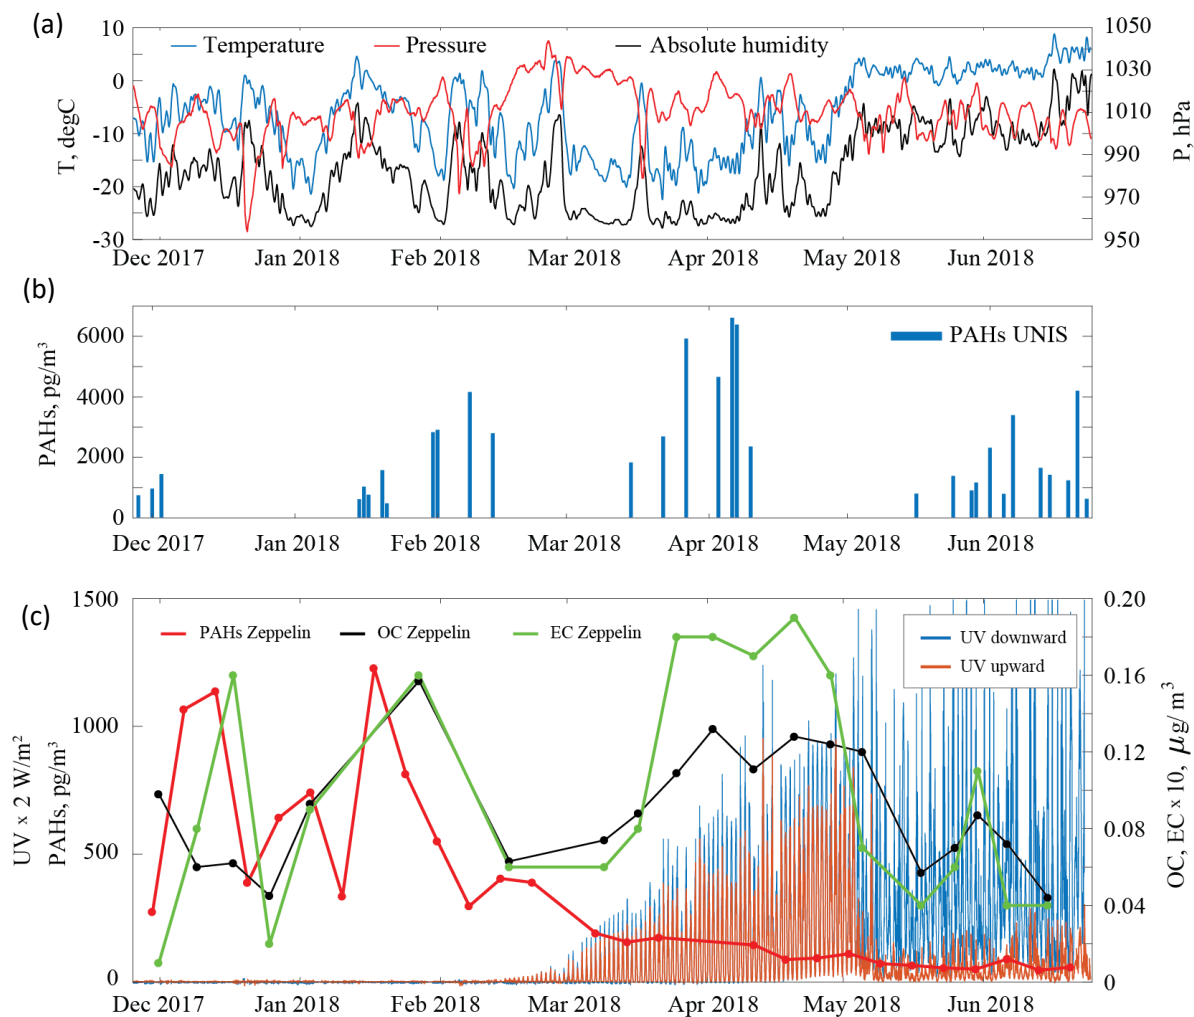 (a)
10
0
-10
-20
-30
T, degC
Temperature
Pressure
Absolute humidity
1050
1030
1010
990
970
950
P, hPa
Dec 2017
Jan 2018
Feb 2018
Mar 2018
Apr 2018
May 2018
Jun 2018
(b)
6000
4000
2000
0
PAHs, pg/m³
PAHs UNIS
Dec 2017
Jan 2018
Feb 2018
Mar 2018
Apr 2018
May 2018
Jun 2018
(c)
1500
1000
500
0
UV x 2 W/m²
PAHs, pg/m³
PAHs Zeppelin
OC Zeppelin
EC Zeppelin
UV downward
UV upward
0.20
0.16
0.12
0.08
0.04
0
OC, EC x 10, μg/ m³
Dec 2017
Jan 2018
Feb 2018
Mar 2018
Apr 2018
May 2018
Jun 2018